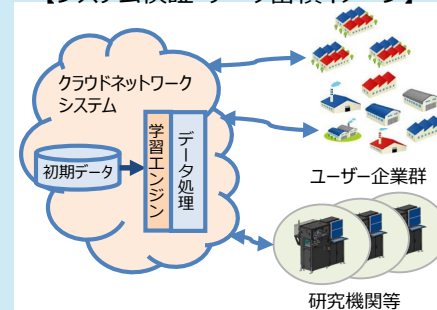 【システム検証・データ蓄積イメージ】
クラウドネットワーク
システム
初期データ
学習エンジン
データ処理
ユーザー企業群
研究機関等